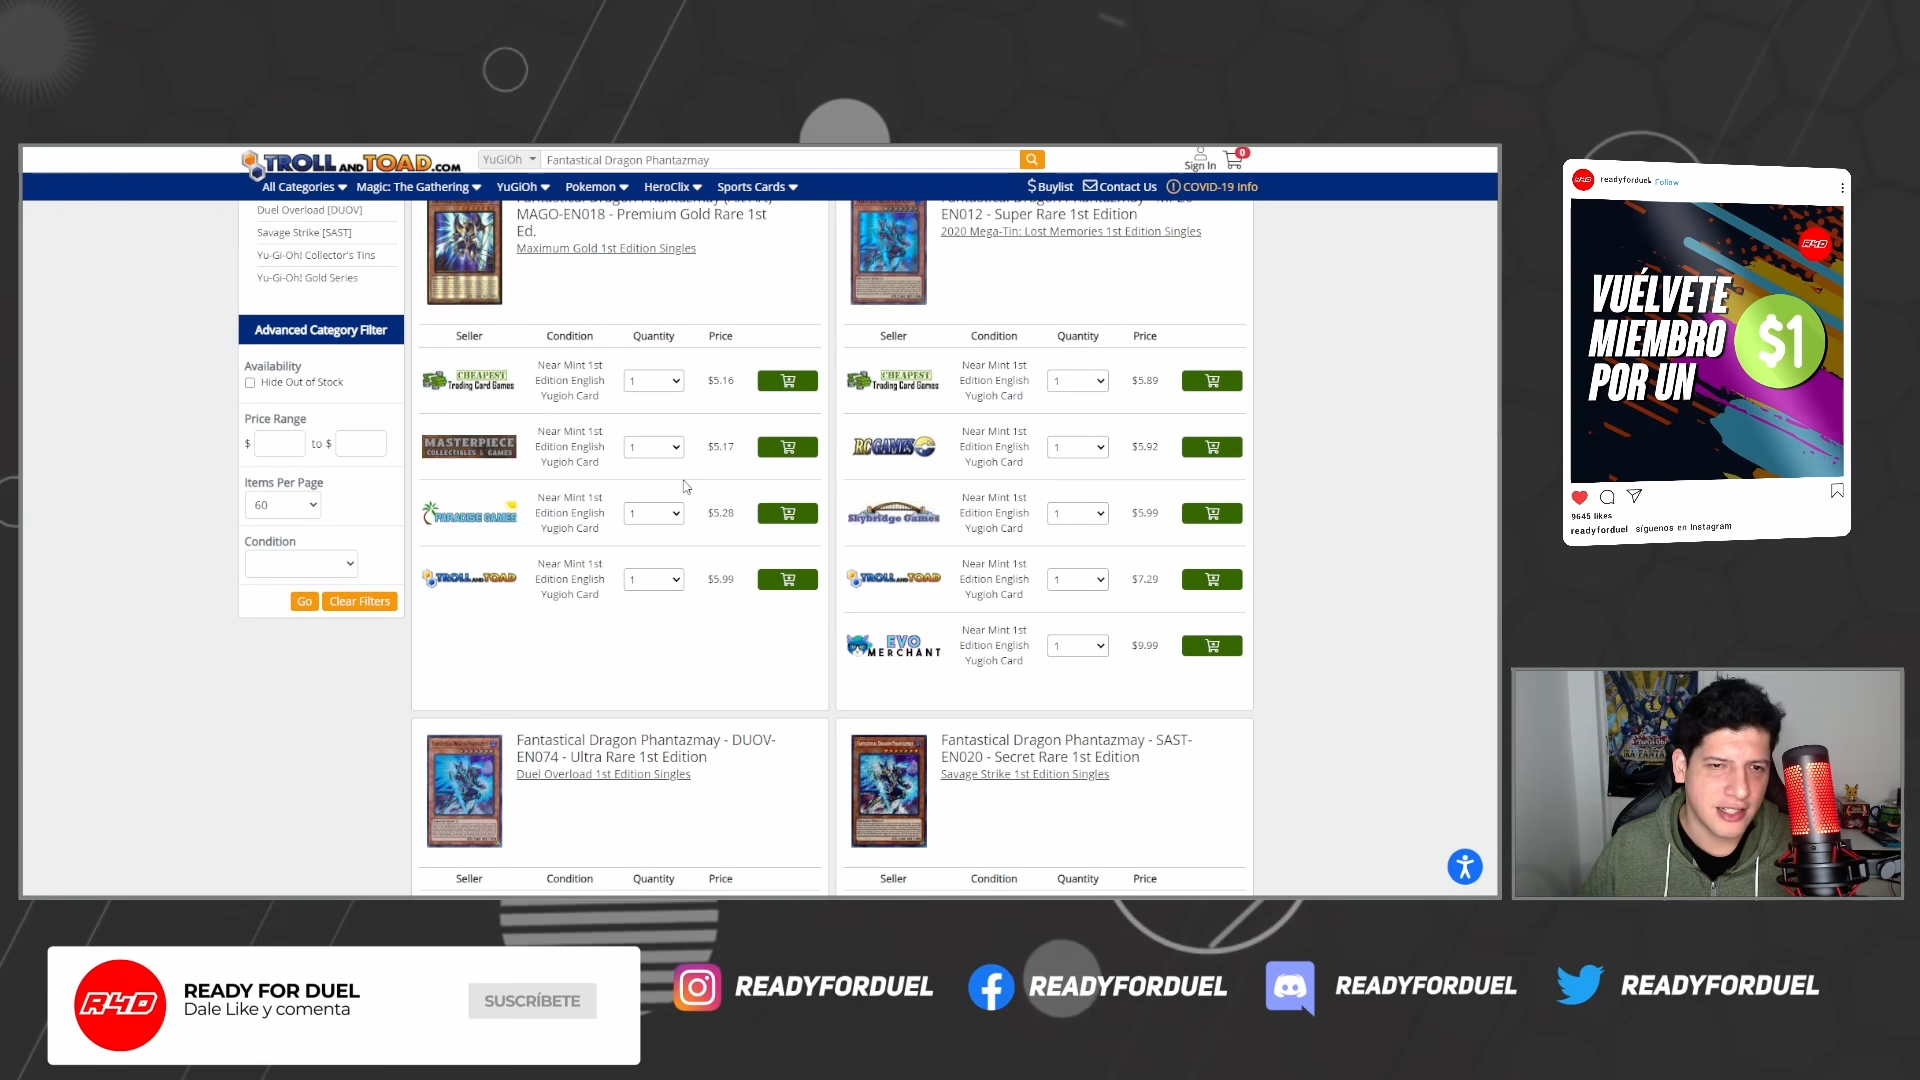 TROLL AND TOAD.COM
YuGiOh
Fantastical Dragon Phantazmay
Sign In
0
All Categories
Magic: The Gathering
YuGiOh
Pokemon
HeroClix
Sports Cards
$ Buylist
Contact Us
COVID-19 Info
Duel Overload [DUOV]
Savage Strike [SAST]
Yu-Gi-Oh! Collector's Tins
Yu-Gi-Oh! Gold Series
Advanced Category Filter
Availability
Hide Out of Stock
Price Range
$ to $
Items Per Page
60
Condition
Go
Clear Filters
MAGO-EN018 - Premium Gold Rare 1st
Ed.
Maximum Gold 1st Edition Singles
Seller Condition Quantity Price
CHEAPEST
Trading Card Games
Near Mint 1st
Edition English
Yugioh Card
1
$5.16
MASTERPIECE
COLLECTIBLES & GAMES
Near Mint 1st
Edition English
Yugioh Card
1
$5.17
PARADISE GAMES
Near Mint 1st
Edition English
Yugioh Card
1
$5.28
TROLL AND TOAD
Near Mint 1st
Edition English
Yugioh Card
1
$5.99
EN012 - Super Rare 1st Edition
2020 Mega-Tin: Lost Memories 1st Edition Singles
Seller Condition Quantity Price
CHEAPEST
Trading Card Games
Near Mint 1st
Edition English
Yugioh Card
1
$5.89
RC GAMES
Near Mint 1st
Edition English
Yugioh Card
1
$5.92
Skybridge Games
Near Mint 1st
Edition English
Yugioh Card
1
$5.99
TROLL AND TOAD
Near Mint 1st
Edition English
Yugioh Card
1
$7.29
EVO
MERCHANT
Near Mint 1st
Edition English
Yugioh Card
1
$9.99
Fantastical Dragon Phantazmay - DUOV-
EN074 - Ultra Rare 1st Edition
Duel Overload 1st Edition Singles
Seller Condition Quantity Price
Fantastical Dragon Phantazmay - SAST-
EN020 - Secret Rare 1st Edition
Savage Strike 1st Edition Singles
Seller Condition Quantity Price
R4D
readyforduel Follow
R4D
VUÉLVETE
MIEMBRO
POR UN
$1
9645 likes
readyforduel síguenos en Instagram
R4D
READY FOR DUEL
Dale Like y comenta
SUSCRÍBETE
READYFORDUEL
READYFORDUEL
READYFORDUEL
READYFORDUEL